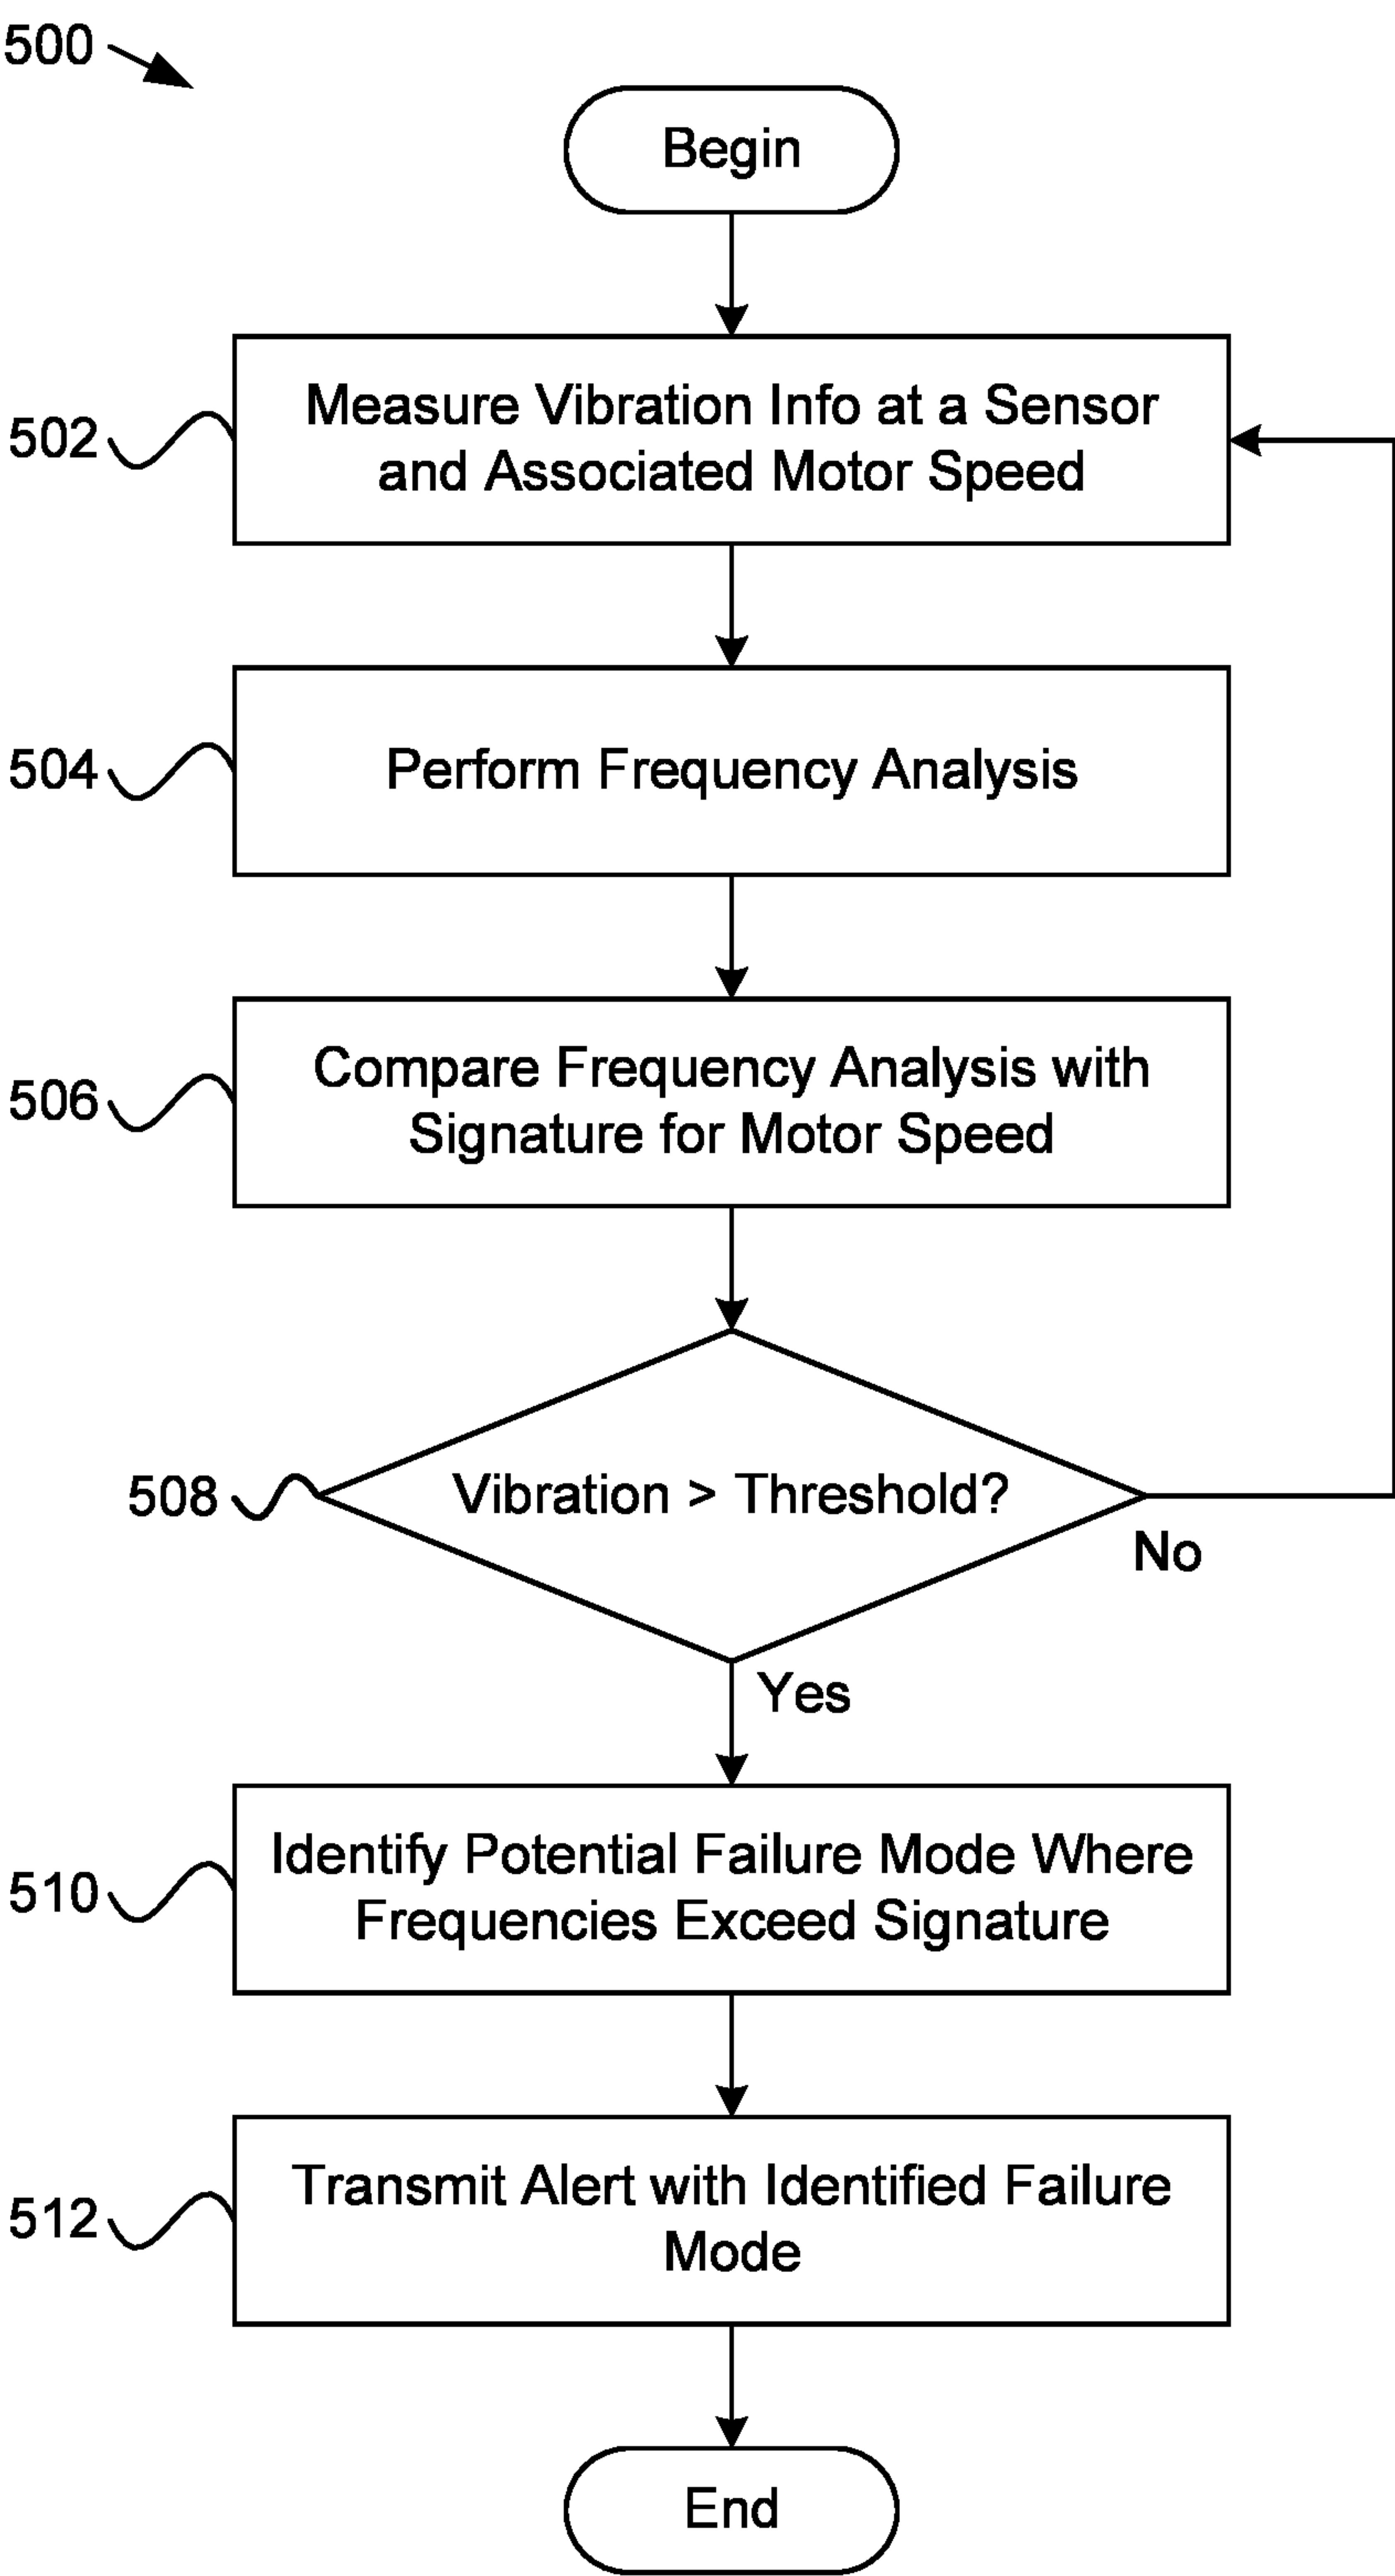 500
Begin
502
Measure Vibration Info at a Sensor
and Associated Motor Speed
504
Perform Frequency Analysis
506
Compare Frequency Analysis with
Signature for Motor Speed
508
Vibration > Threshold?
No
Yes
510
Identify Potential Failure Mode Where
Frequencies Exceed Signature
512
Transmit Alert with Identified Failure
Mode
End